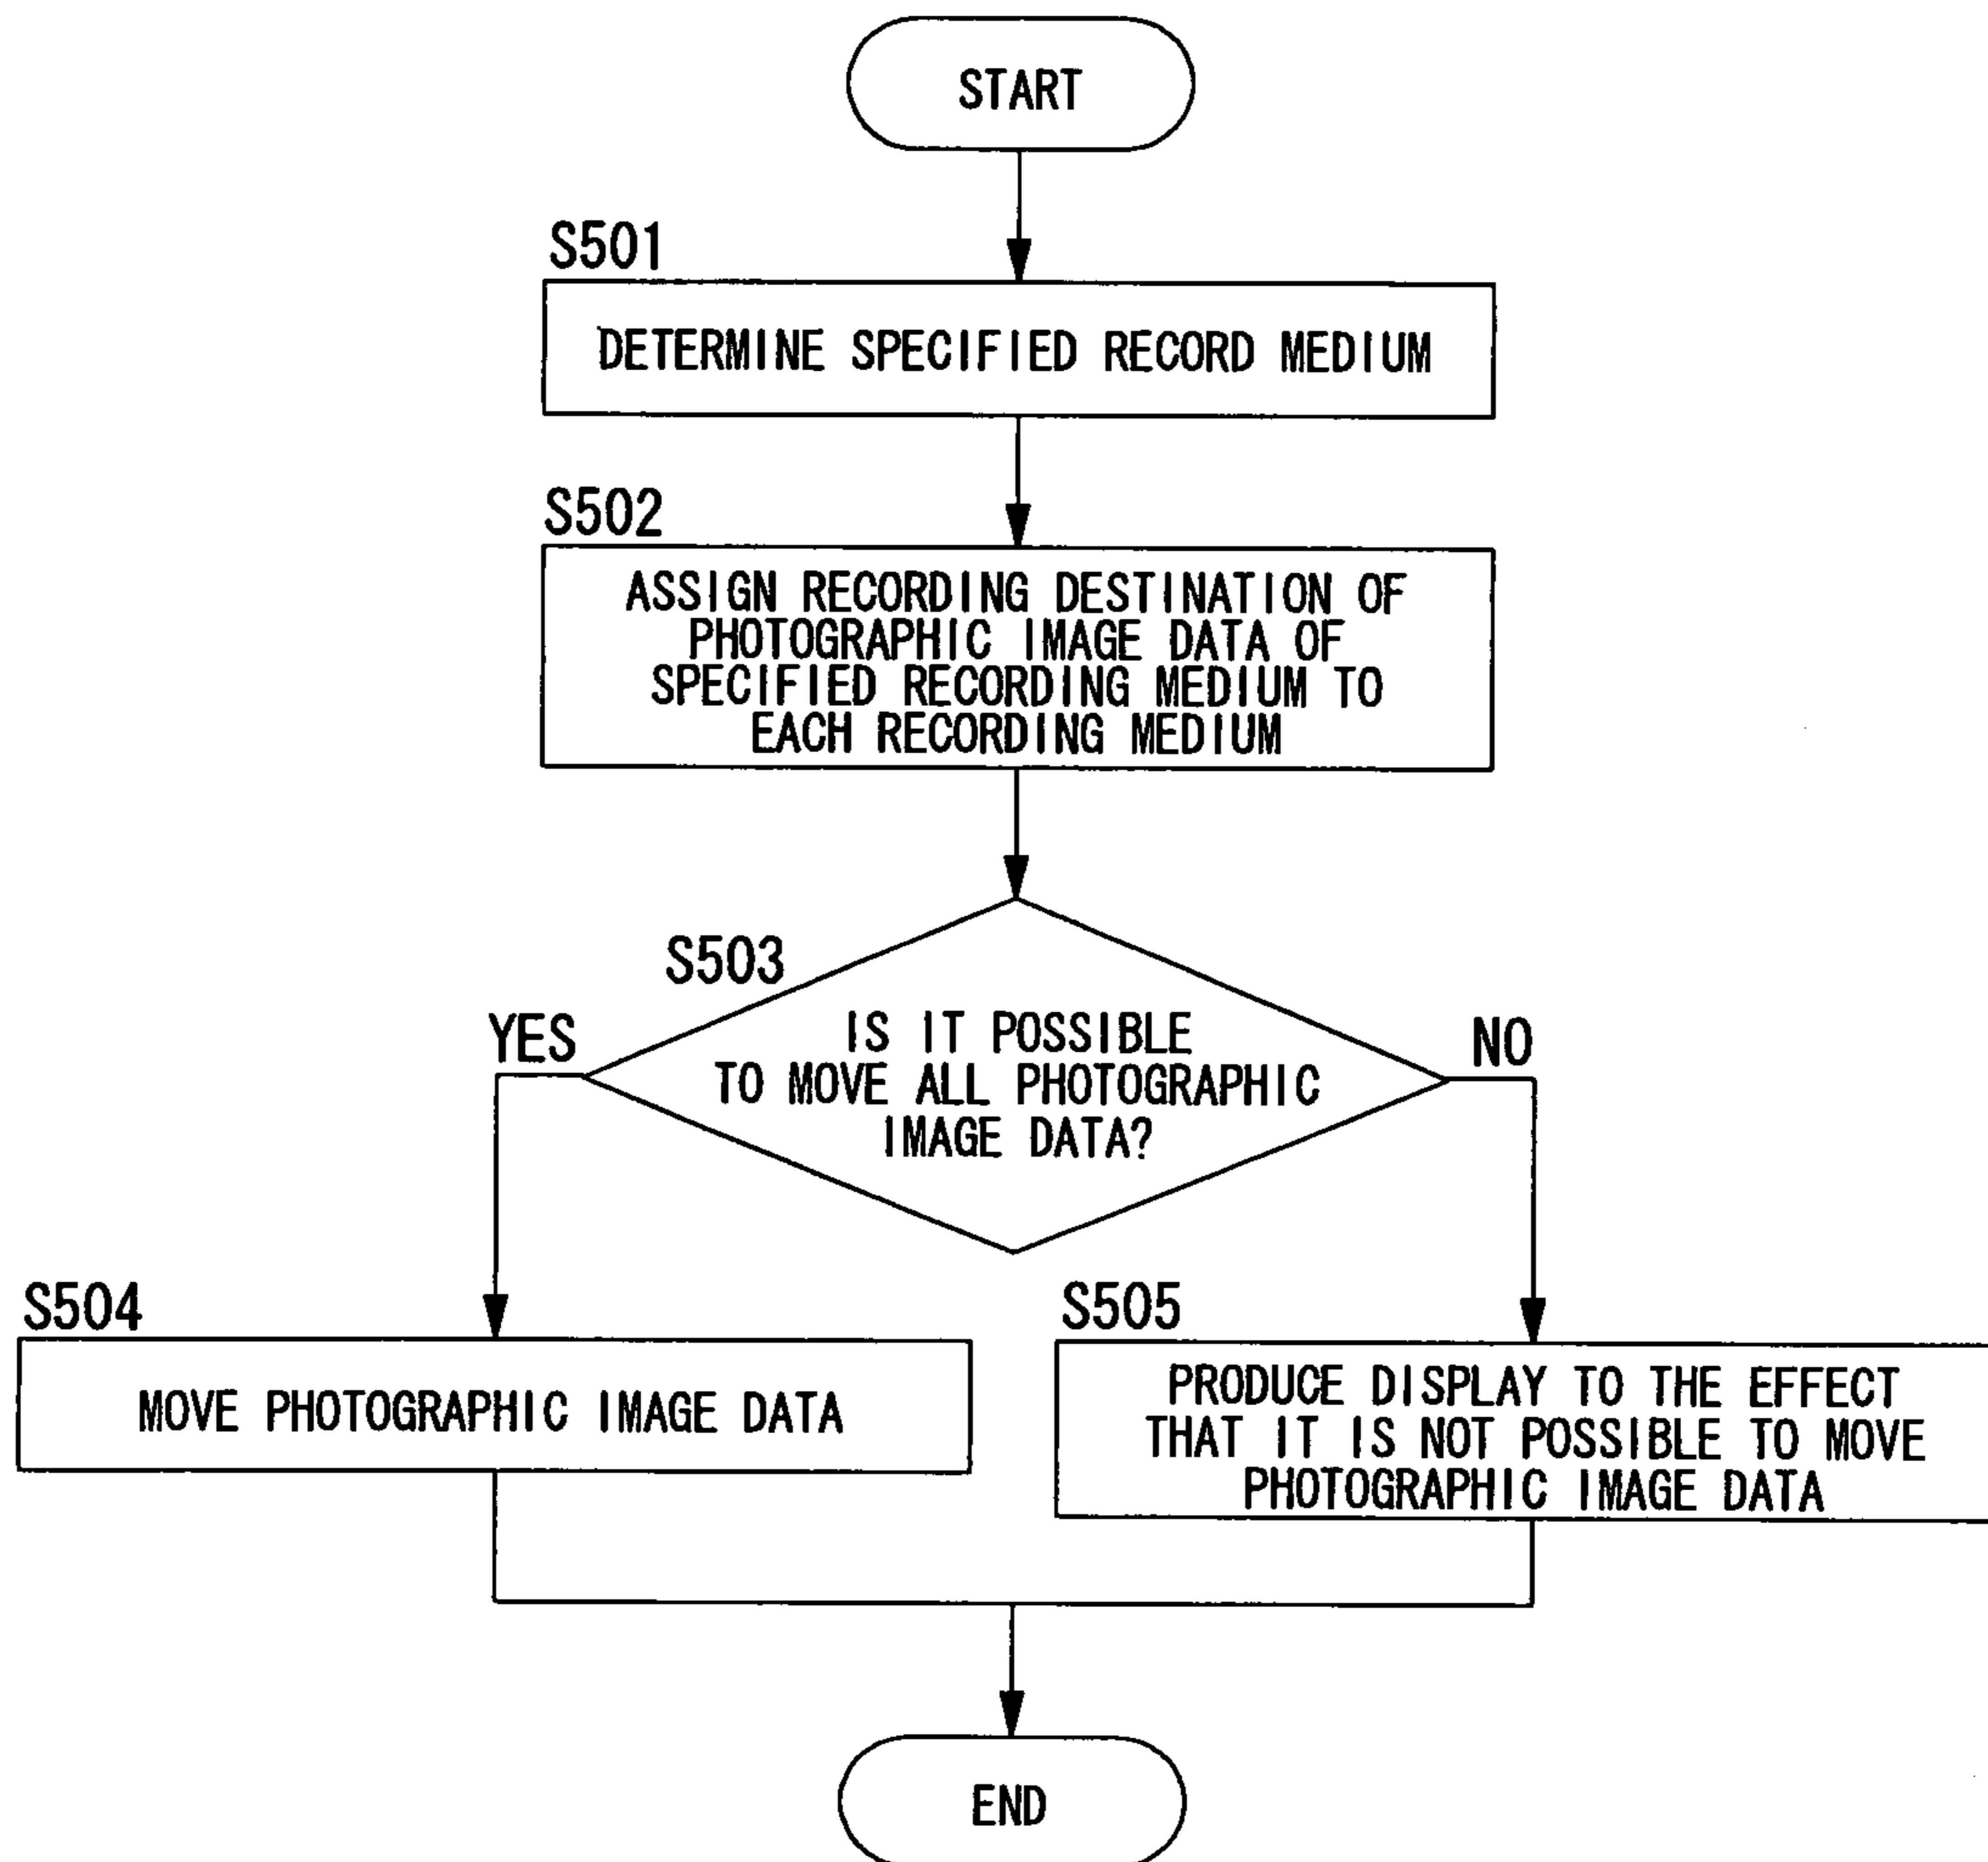 START
S501
DETERMINE SPECIFIED RECORD MEDIUM
S502
ASSIGN RECORDING DESTINATION OF
PHOTOGRAPHIC IMAGE DATA OF
SPECIFIED RECORDING MEDIUM TO
EACH RECORDING MEDIUM
S503
YES
IS IT POSSIBLE
TO MOVE ALL PHOTOGRAPHIC
IMAGE DATA?
NO
S504
MOVE PHOTOGRAPHIC IMAGE DATA
S505
PRODUCE DISPLAY TO THE EFFECT
THAT IT IS NOT POSSIBLE TO MOVE
PHOTOGRAPHIC IMAGE DATA
END